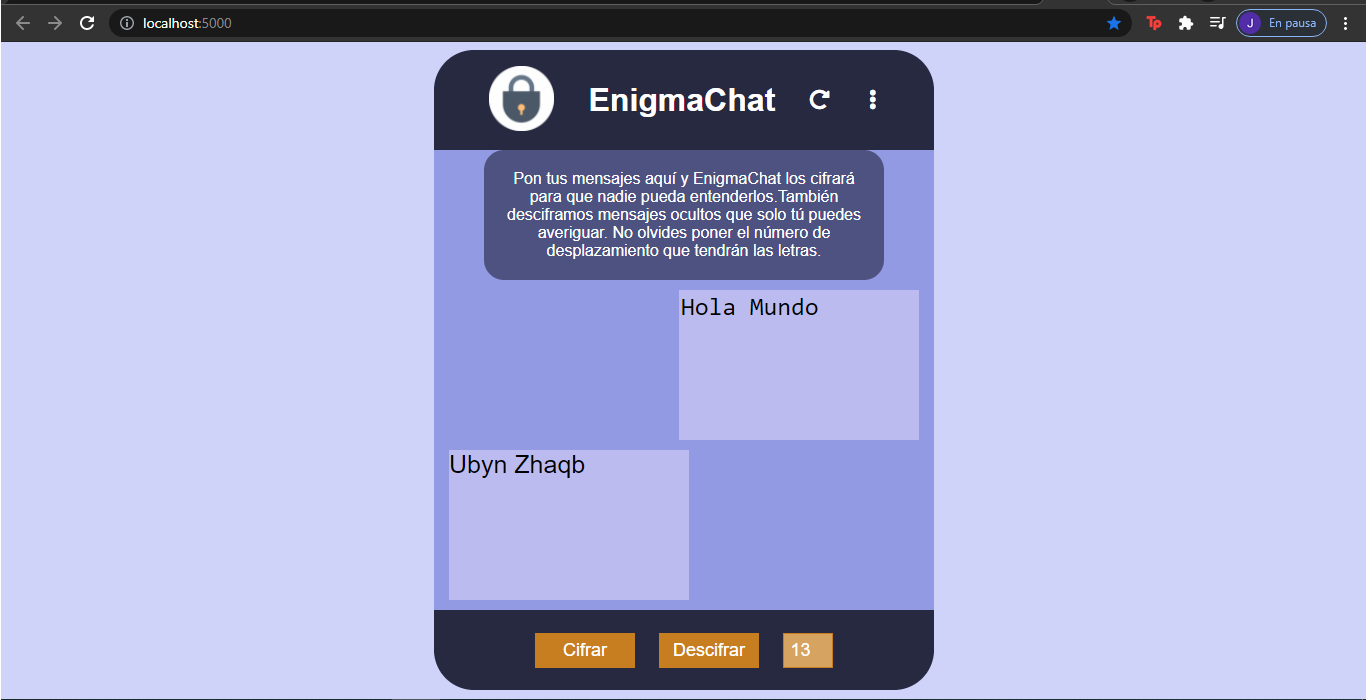 localhost:5000
Tp
J En pausa
EnigmaChat
Pon tus mensajes aquí y EnigmaChat los cifrará
para que nadie pueda entenderlos.También
desciframos mensajes ocultos que solo tú puedes
averiguar. No olvides poner el número de
desplazamiento que tendrán las letras.
Hola Mundo
Ubyn Zhaqb
Cifrar Descifrar 13